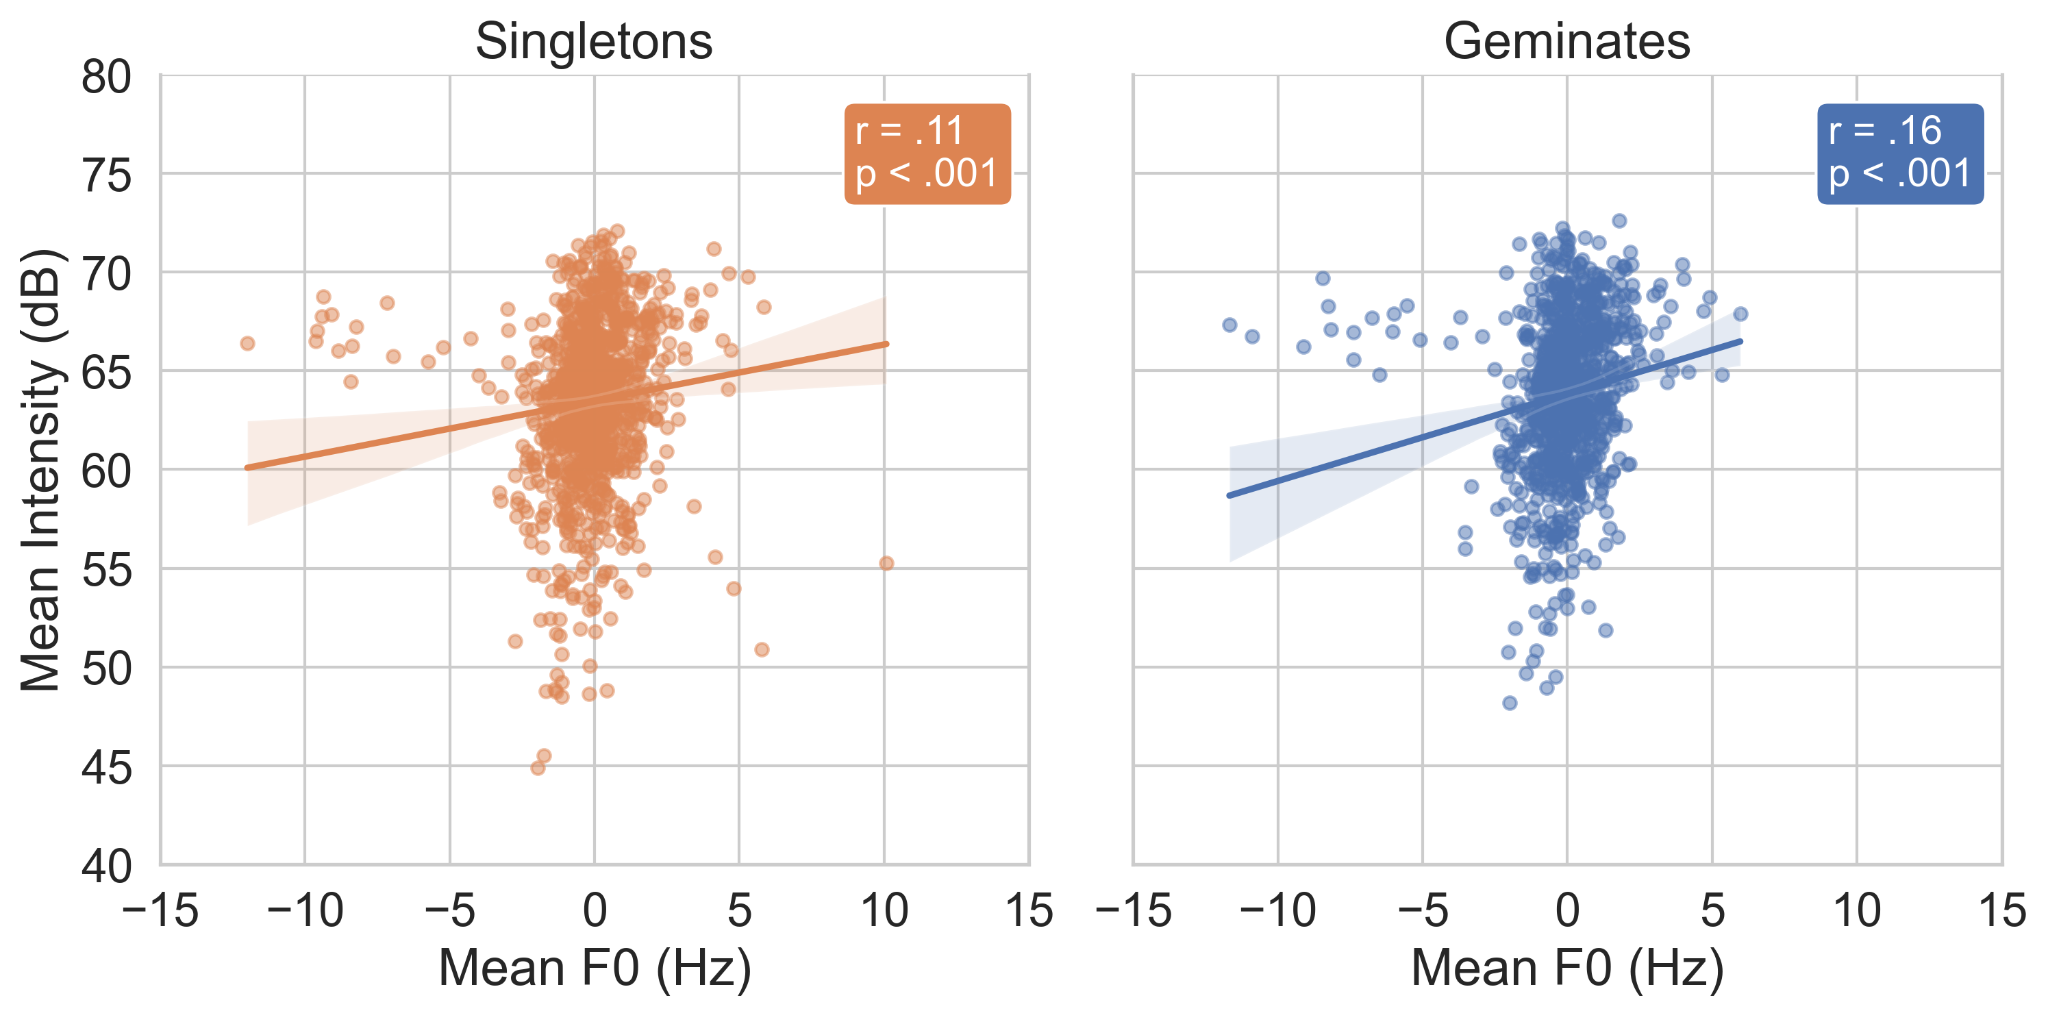 Singletons
Geminates
80
75
70
65
60
55
50
45
40
Mean Intensity (dB)
r = .11
p < .001
r = .16
p < .001
−15 −10 −5 0 5 10 15
−15 −10 −5 0 5 10 15
Mean F0 (Hz)
Mean F0 (Hz)